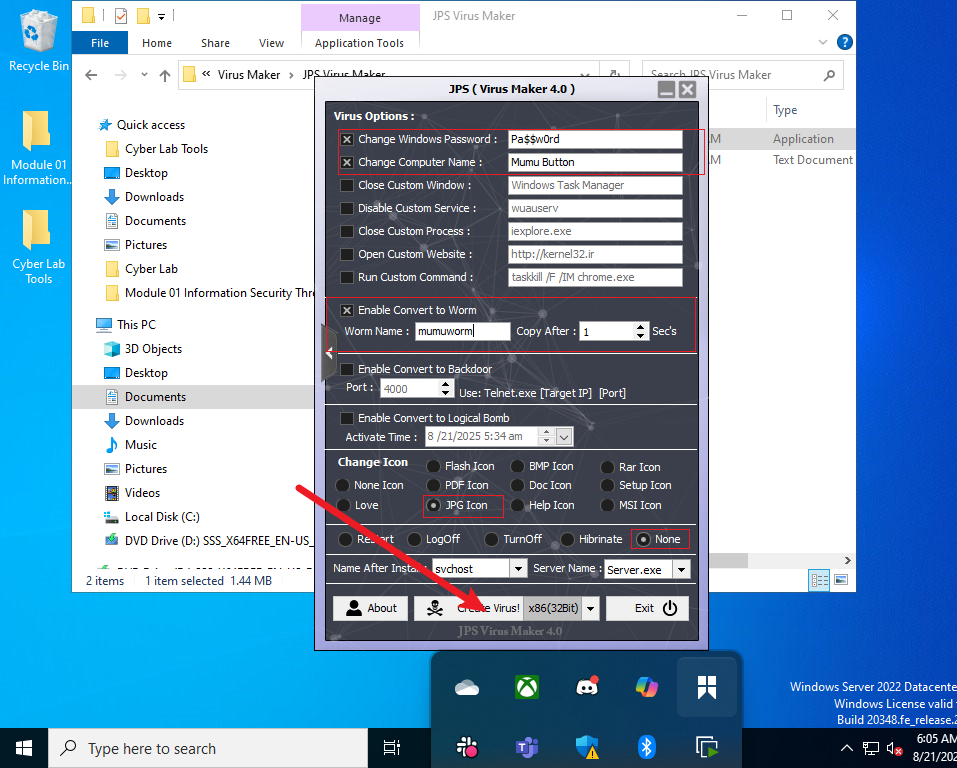 Recycle Bin
Module 01
Information...
Cyber Lab
Tools
Manage
JPS Virus Maker
File
Home
Share
View
Application Tools
« Virus Maker › JPS Virus Maker
Search JPS Virus Maker
Quick access
Cyber Lab Tools
Desktop
Downloads
Documents
Pictures
Cyber Lab
Module 01 Information Security Thr
This PC
3D Objects
Desktop
Documents
Downloads
Music
Pictures
Videos
Local Disk (C:)
DVD Drive (D:) SSS_X64FREE_EN-US_
2 items
1 item selected 1.44 MB
Type
M Application
M Text Document
JPS ( Virus Maker 4.0 )
Virus Options :
Change Windows Password : Pa$$w0rd
Change Computer Name : Mumu Button
Close Custom Window : Windows Task Manager
Disable Custom Service : wuauserv
Close Custom Process : iexplore.exe
Open Custom Website : http://kernel32.ir
Run Custom Command : taskkill /F /IM chrome.exe
Enable Convert to Worm
Worm Name : mumuworm Copy After : 1 Sec's
Enable Convert to Backdoor
Port : 4000 Use: Telnet.exe [Target IP] [Port]
Enable Convert to Logical Bomb
Activate Time : 8 /21/2025 5:34 am
Change Icon
Flash Icon BMP Icon Rar Icon
None Icon PDF Icon Doc Icon Setup Icon
Love JPG Icon Help Icon MSI Icon
Restart LogOff TurnOff Hibrinate None
Name After Install: svchost Server Name : Server.exe
About Create Virus! x86(32Bit) Exit
JPS Virus Maker 4.0
Windows Server 2022 Datacente
Windows License valid
Build 20348.fe_release.2
Type here to search
6:05 AM
8/21/202